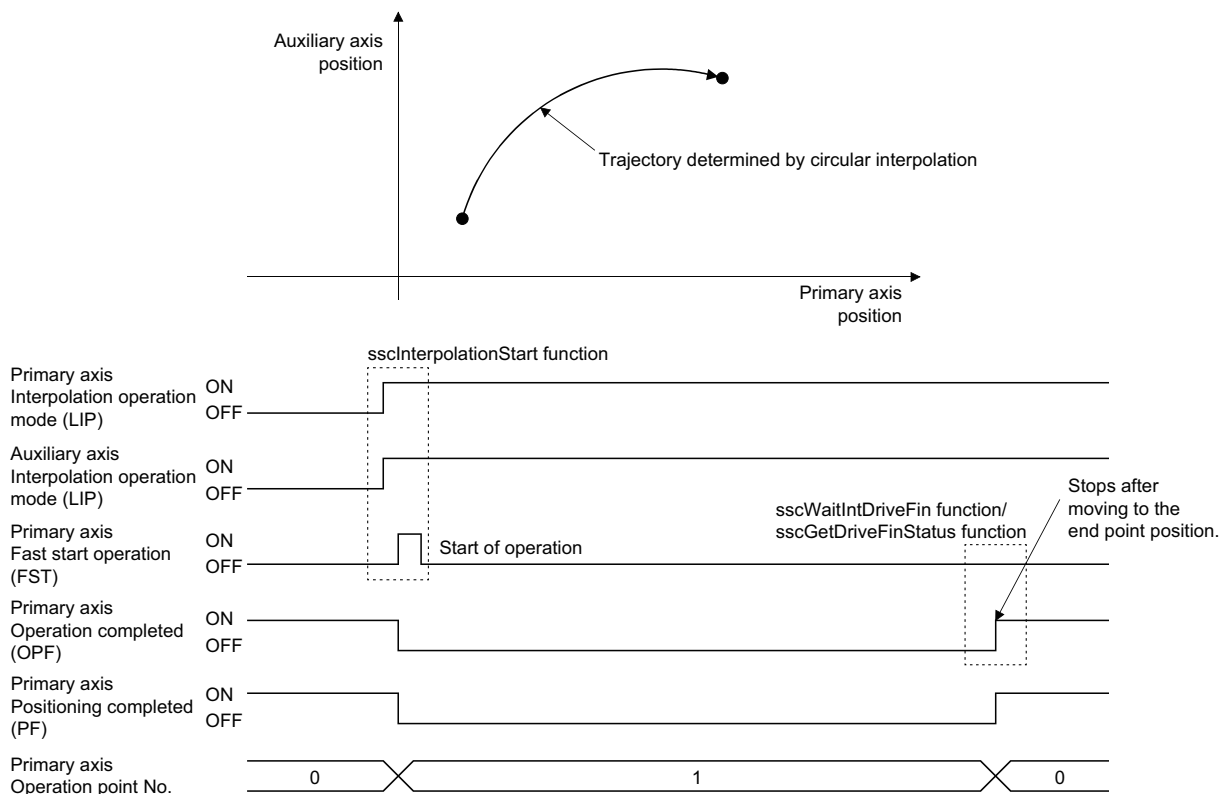 Auxiliary axis
position
Trajectory determined by circular interpolation
Primary axis
position
sscInterpolationStart function
Primary axis
Interpolation operation
mode (LIP)
ON
OFF
Auxiliary axis
Interpolation operation
mode (LIP)
ON
OFF
Stops after
moving to the
end point position.
sscWaitIntDriveFin function/
sscGetDriveFinStatus function
Primary axis
Fast start operation
(FST)
ON
OFF
Start of operation
Primary axis
Operation completed
(OPF)
ON
OFF
Primary axis
Positioning completed
(PF)
ON
OFF
Primary axis
Operation point No.
0
1
0